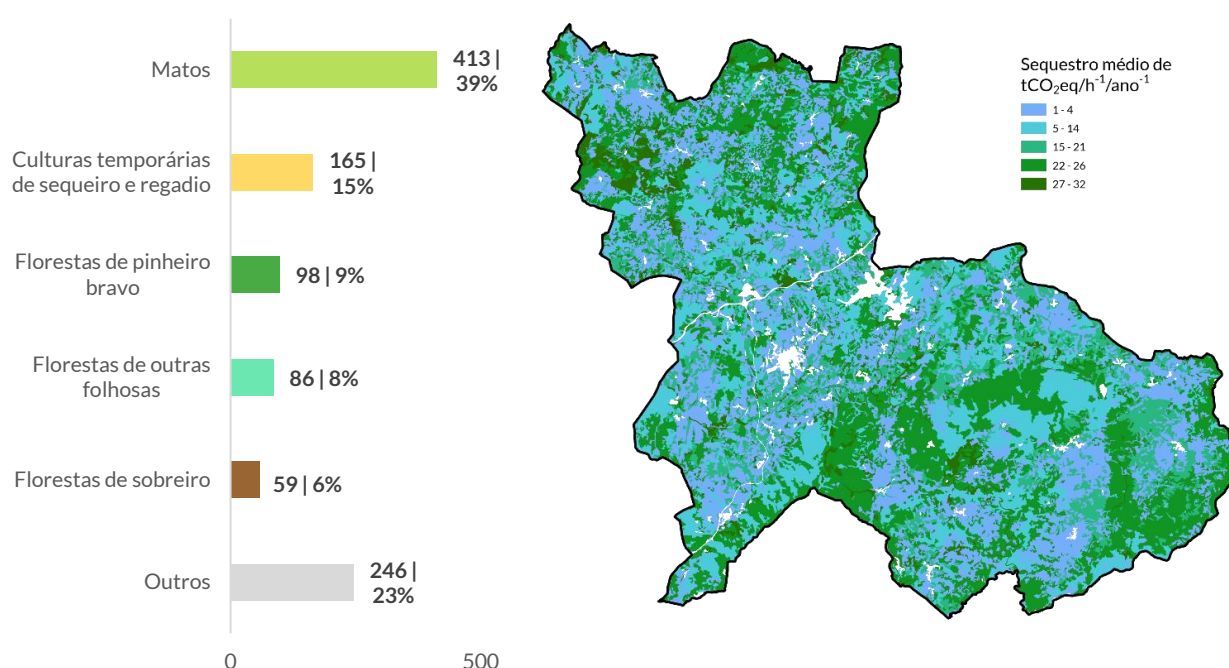 Matos
413 |
39%
Culturas temporárias
de sequeiro e regadio
165 |
15%
Florestas de pinheiro
bravo
98 | 9%
Florestas de outras
folhosas
86 | 8%
Florestas de sobreiro
59 | 6%
Outros
246 |
23%
0
500
Sequestro médio de
tCO₂eq/h⁻¹/ano⁻¹
1 - 4
5 - 14
15 - 21
22 - 26
27 - 32